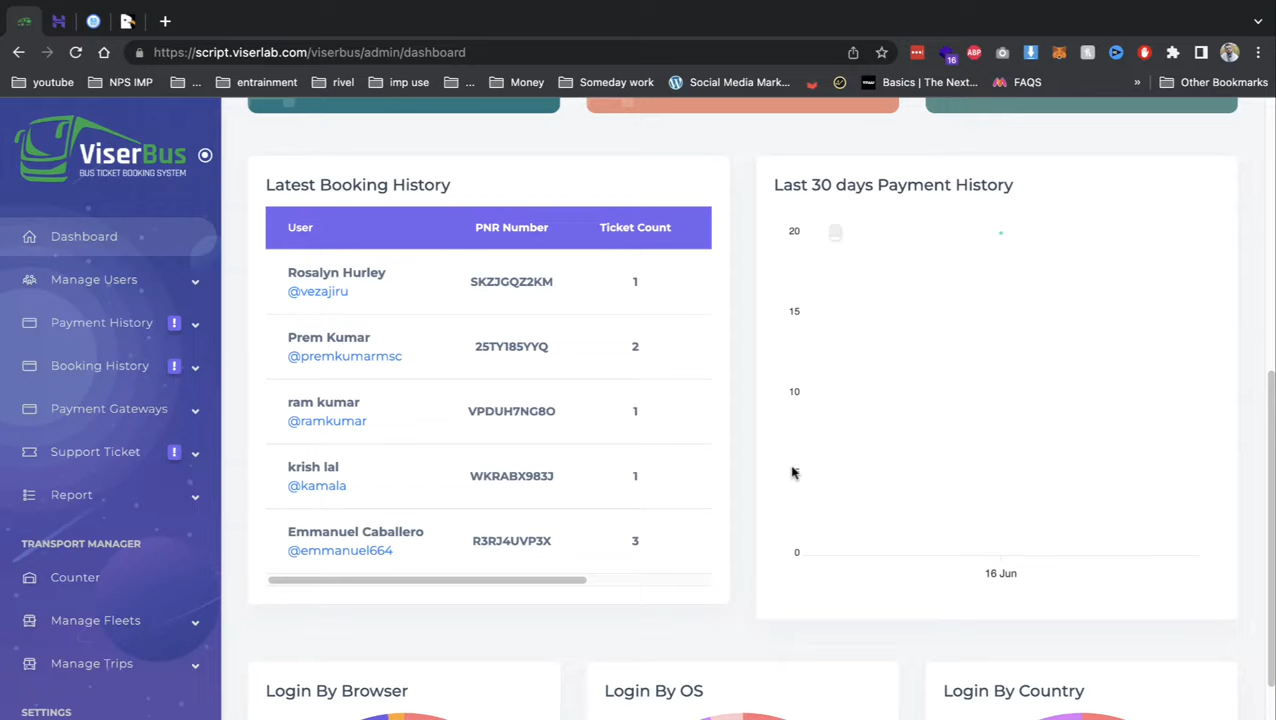 https://script.viserlab.com/viserbus/admin/dashboard
16
ABP
youtube
NPS IMP
...
entrainment
rivel
imp use
...
Money
Someday work
Social Media Mark...
Basics | The Next...
FAQS
»
Other Bookmarks
ViserBus
BUS TICKET BOOKING SYSTEM
Dashboard
Manage Users
Payment History !
Booking History !
Payment Gateways
Support Ticket !
Report
TRANSPORT MANAGER
Counter
Manage Fleets
Manage Trips
SETTINGS
Latest Booking History
User PNR Number Ticket Count
Rosalyn Hurley
@vezajiru
SKZJGQZ2KM 1
Prem Kumar
@premkumarmsc
25TY185YYQ 2
ram kumar
@ramkumar
VPDUH7NG8O 1
krish lal
@kamala
WKRABX983J 1
Emmanuel Caballero
@emmanuel664
R3RJ4UVP3X 3
Last 30 days Payment History
20
15
10
0
16 Jun
Login By Browser
Login By OS
Login By Country